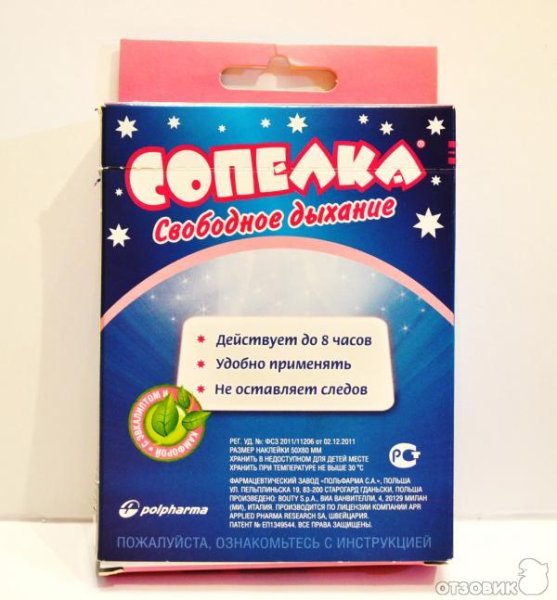 СОПЕЛКА®
Свободное дыхание
* Действует до 8 часов
* Удобно применять
* Не оставляет следов
• С ЭВКАЛИПТОМ И КАМФОРОЙ •
РЕГ. УД. №: ФСЗ 2011/11206 от 02.12.2011
РАЗМЕР НАКЛЕЙКИ 50Х60 ММ
ХРАНИТЬ В НЕДОСТУПНОМ ДЛЯ ДЕТЕЙ МЕСТЕ
ХРАНИТЬ ПРИ ТЕМПЕРАТУРЕ НЕ ВЫШЕ 30 °С
РСТ
ФАРМАЦЕВТИЧЕСКИЙ ЗАВОД «ПОЛЬФАРМА С.А.», ПОЛЬША
УЛ. ПЕЛЬПЛИНЬСКА 19, 83-200 СТАРОГАРД ГДАНЬСКИ, ПОЛЬША
ПРОИЗВЕДЕНО: BOUTY S.p.A., ВИА ВАНВИТЕЛЛИ, 4, 20129 МИЛАН
(МИ), ИТАЛИЯ. ПРОИЗВОДИТСЯ ПО ЛИЦЕНЗИИ КОМПАНИИ APR
APPLIED PHARMA RESEARCH SA, ШВЕЙЦАРИЯ.
ПАТЕНТ № ЕП1349544. ВСЕ ПРАВА ЗАЩИЩЕНЫ.
polpharma
ПОЖАЛУЙСТА, ОЗНАКОМЬТЕСЬ С ИНСТРУКЦИЕЙ
ОТЗОВИК